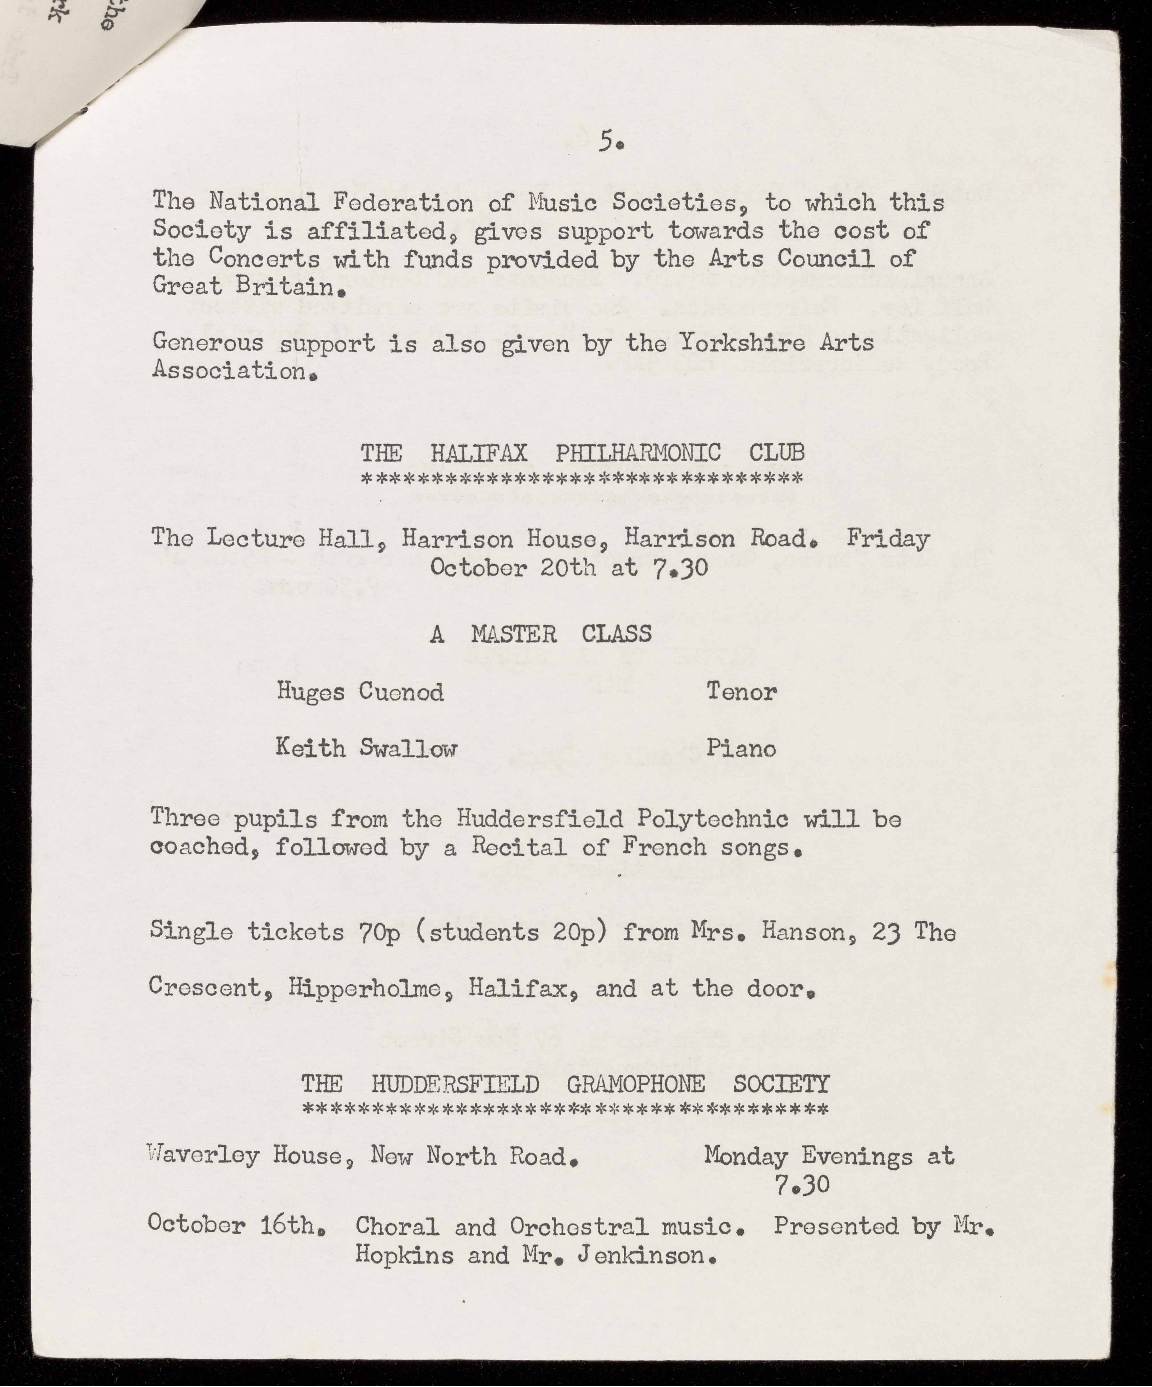 the
rk
5.
The National Federation of Music Societies, to which this
Society is affiliated, gives support towards the cost of
the Concerts with funds provided by the Arts Council of
Great Britain.
Generous support is also given by the Yorkshire Arts
Association.
THE HALIFAX PHILHARMONIC CLUB
********************************
The Lecture Hall, Harrison House, Harrison Road. Friday
October 20th at 7.30
A MASTER CLASS
Huges Cuenod Tenor
Keith Swallow Piano
Three pupils from the Huddersfield Polytechnic will be
coached, followed by a Recital of French songs.
Single tickets 70p (students 20p) from Mrs. Hanson, 23 The
Crescent, Hipperholme, Halifax, and at the door.
THE HUDDERSFIELD GRAMOPHONE SOCIETY
**************************************
Waverley House, New North Road. Monday Evenings at
7.30
October 16th. Choral and Orchestral music. Presented by Mr.
Hopkins and Mr. Jenkinson.